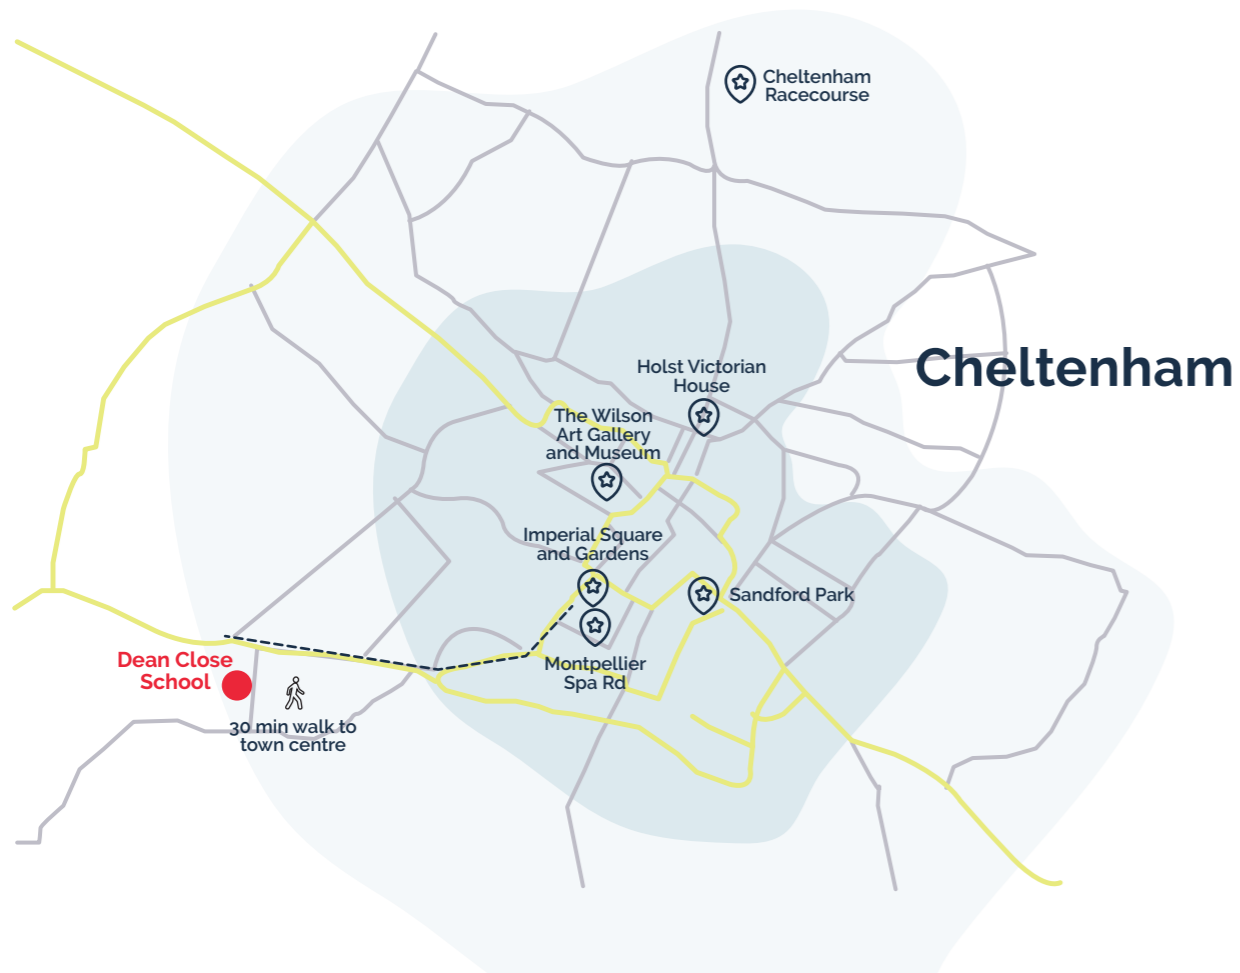 Cheltenham
Racecourse
Cheltenham
Holst Victorian
House
The Wilson
Art Gallery
and Museum
Imperial Square
and Gardens
Sandford Park
Montpellier
Spa Rd
Dean Close
School
30 min walk to
town centre